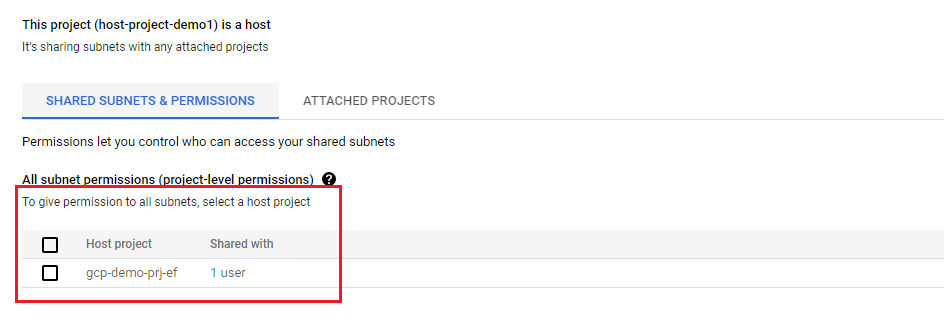 This project (host-project-demo1) is a host
It's sharing subnets with any attached projects
SHARED SUBNETS & PERMISSIONS ATTACHED PROJECTS
Permissions let you control who can access your shared subnets
All subnet permissions (project-level permissions) ?
To give permission to all subnets, select a host project
Host project Shared with
gcp-demo-prj-ef 1 user